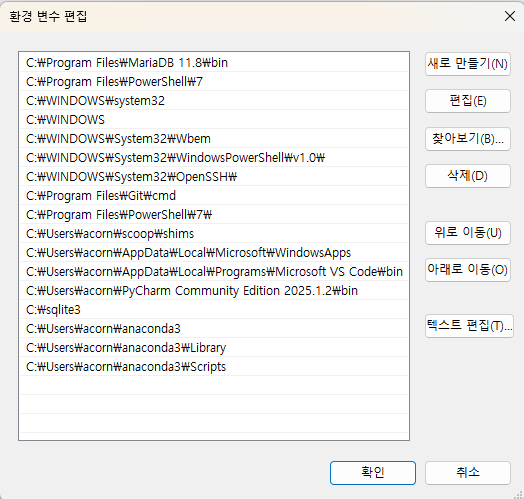 환경 변수 편집
C:₩Program Files₩MariaDB 11.8₩bin
C:₩Program Files₩PowerShell₩7
C:₩WINDOWS₩system32
C:₩WINDOWS
C:₩WINDOWS₩System32₩Wbem
C:₩WINDOWS₩System32₩WindowsPowerShell₩v1.0₩
C:₩WINDOWS₩System32₩OpenSSH₩
C:₩Program Files₩Git₩cmd
C:₩Program Files₩PowerShell₩7₩
C:₩Users₩acorn₩scoop₩shims
C:₩Users₩acorn₩AppData₩Local₩Microsoft₩WindowsApps
C:₩Users₩acorn₩AppData₩Local₩Programs₩Microsoft VS Code₩bin
C:₩Users₩acorn₩PyCharm Community Edition 2025.1.2₩bin
C:₩sqlite3
C:₩Users₩acorn₩anaconda3
C:₩Users₩acorn₩anaconda3₩Library
C:₩Users₩acorn₩anaconda3₩Scripts
새로 만들기(N)
편집(E)
찾아보기(B)...
삭제(D)
위로 이동(U)
아래로 이동(O)
텍스트 편집(T)...
확인
취소